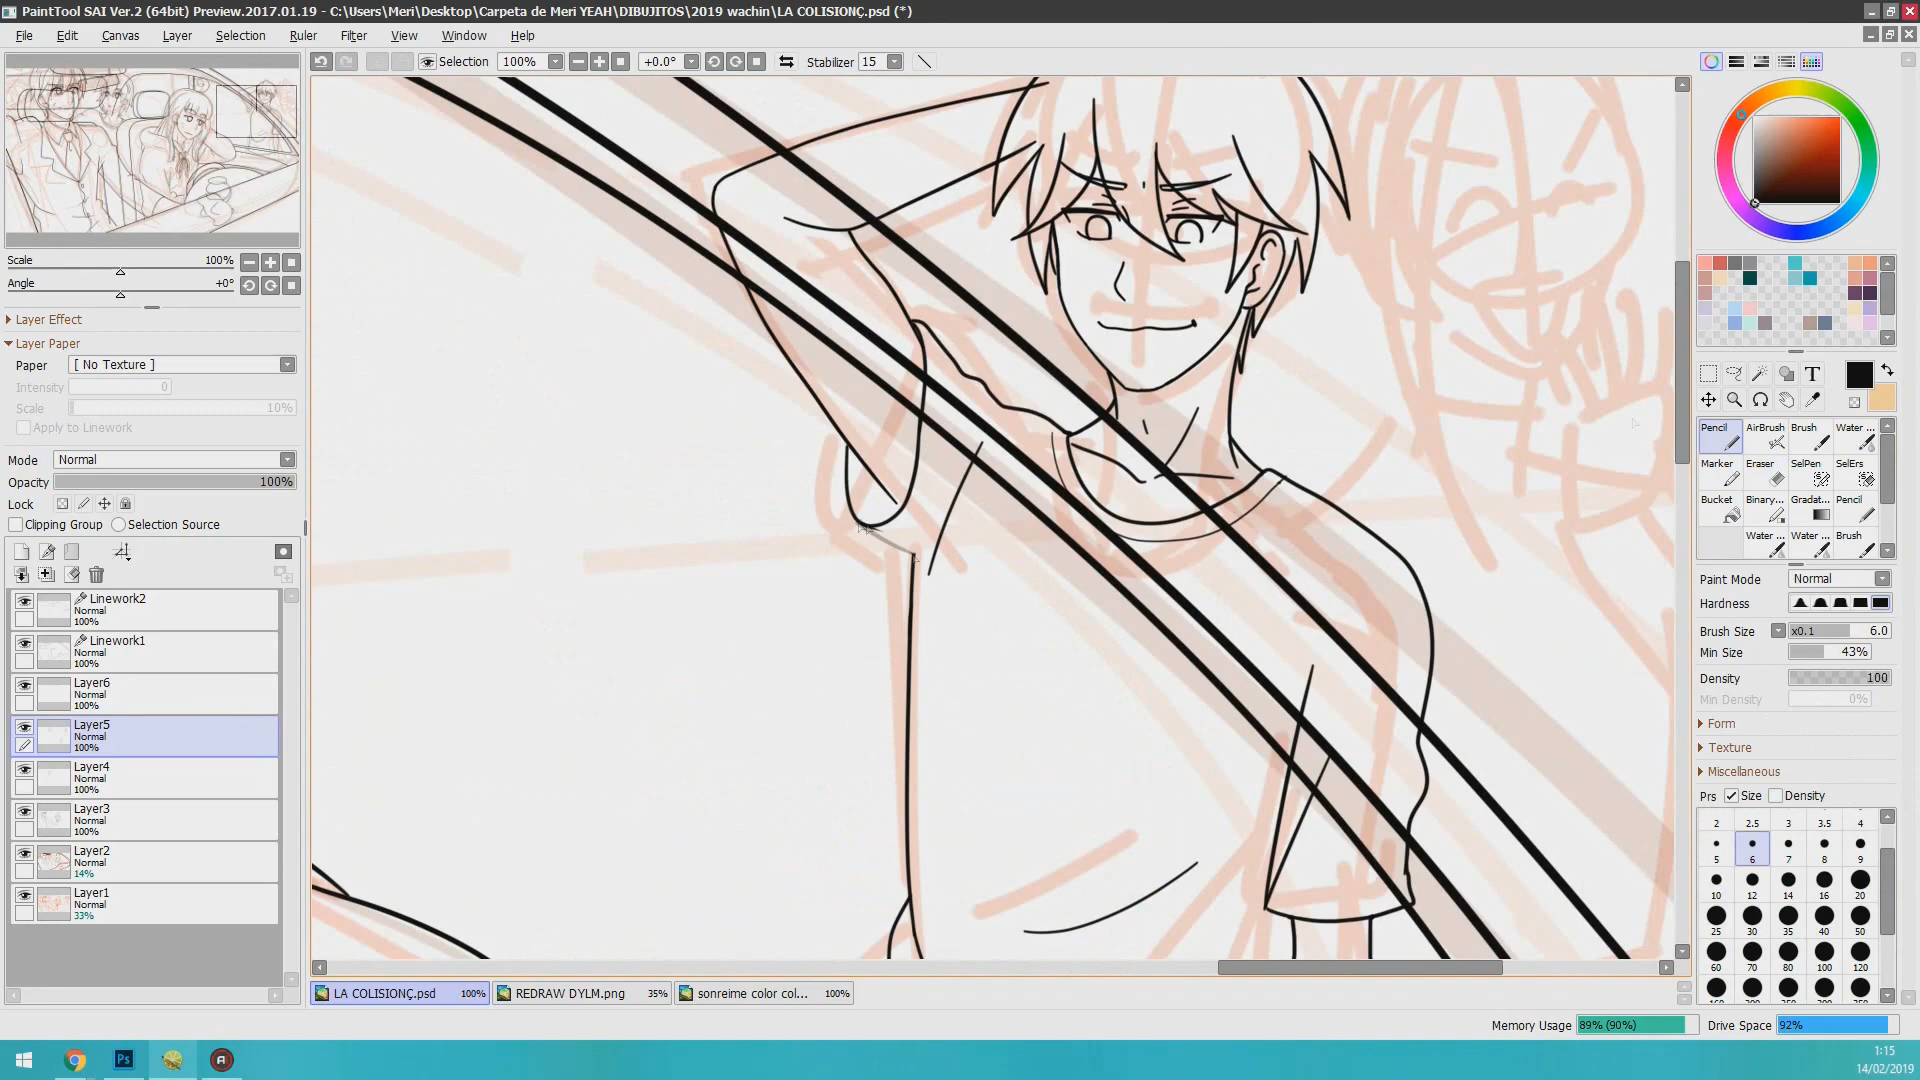 PaintTool SAI Ver.2 (64bit) Preview.2017.01.19 - C:\Users\Meri\Desktop\Carpeta de Meri YEAH\DIBUJITOS\2019 wachin\LA COLISIONÇ.psd (*)
File Edit Canvas Layer Selection Ruler Filter View Window Help
Selection 100% +0.0° Stabilizer 15
Scale 100%
Angle +0°
Layer Effect
Layer Paper
Paper [ No Texture ]
Intensity 0
Scale 10%
Apply to Linework
Mode Normal
Opacity 100%
Lock
Clipping Group Selection Source
Linework2
Normal
100%
Linework1
Normal
100%
Layer6
Normal
100%
Layer5
Normal
100%
Layer4
Normal
100%
Layer3
Normal
100%
Layer2
Normal
14%
Layer1
Normal
33%
T
Pencil AirBrush Brush Water ...
Marker Eraser SelPen SelErs
Bucket Binary... Gradat... Pencil
Water ... Water ... Brush
Paint Mode Normal
Hardness
Brush Size x0.1 6.0
Min Size 43%
Density 100
Min Density 0%
Form
Texture
Miscellaneous
Prs Size Density
2 2.5 3 3.5 4
5 6 7 8 9
10 12 14 16 20
25 30 35 40 50
60 70 80 100 120
LA COLISIONÇ.psd 100% REDRAW DYLM.png 35% sonreime color col... 100%
Memory Usage 89% (90%) Drive Space 92%
Ps
1:15
14/02/2019